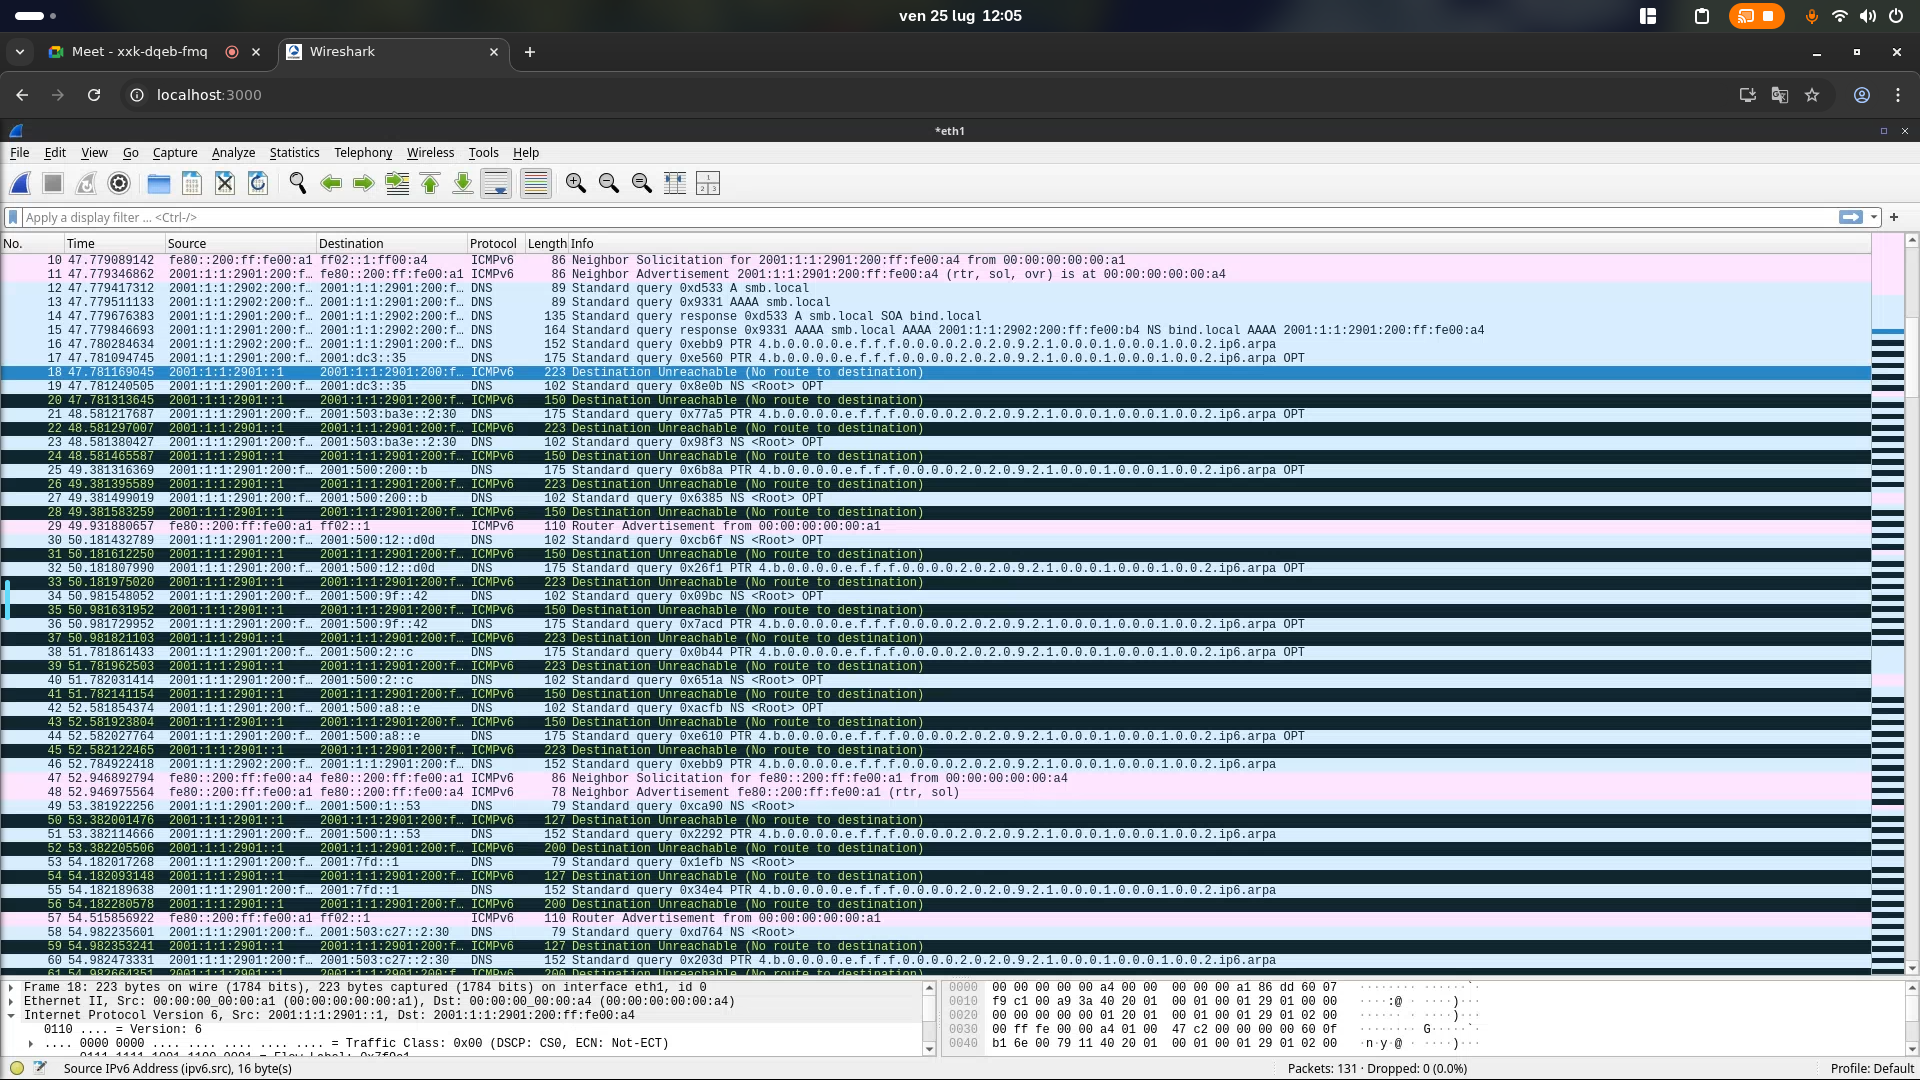 ven 25 lug 12:05
Meet - xxk-dqeb-fmq
Wireshark
localhost:3000
*eth1
File Edit View Go Capture Analyze Statistics Telephony Wireless Tools Help
Apply a display filter ... <Ctrl-/>
No. Time Source Destination Protocol Length Info
10 47.779089142 fe80::200:ff:fe00:a1 ff02::1:ff00:a4 ICMPv6 86 Neighbor Solicitation for 2001:1:1:2901:200:ff:fe00:a4 from 00:00:00:00:00:a1
11 47.779346862 2001:1:1:2901:200:f… fe80::200:ff:fe00:a1 ICMPv6 86 Neighbor Advertisement 2001:1:1:2901:200:ff:fe00:a4 (rtr, sol, ovr) is at 00:00:00:00:00:a4
12 47.779417312 2001:1:1:2902:200:f… 2001:1:1:2901:200:f… DNS 89 Standard query 0xd533 A smb.local
13 47.779511133 2001:1:1:2902:200:f… 2001:1:1:2901:200:f… DNS 89 Standard query 0x9331 AAAA smb.local
14 47.779676383 2001:1:1:2901:200:f… 2001:1:1:2902:200:f… DNS 135 Standard query response 0xd533 A smb.local SOA bind.local
15 47.779846693 2001:1:1:2901:200:f… 2001:1:1:2902:200:f… DNS 164 Standard query response 0x9331 AAAA smb.local AAAA 2001:1:1:2902:200:ff:fe00:b4 NS bind.local AAAA 2001:1:1:2901:200:ff:fe00:a4
16 47.780284634 2001:1:1:2902:200:f… 2001:1:1:2901:200:f… DNS 152 Standard query 0xebb9 PTR 4.b.0.0.0.0.e.f.f.f.0.0.0.0.2.0.2.0.9.2.1.0.0.0.1.0.0.0.1.0.0.2.ip6.arpa
17 47.781094745 2001:1:1:2901:200:f… 2001:dc3::35 DNS 175 Standard query 0xe560 PTR 4.b.0.0.0.0.e.f.f.f.0.0.0.0.2.0.2.0.9.2.1.0.0.0.1.0.0.0.1.0.0.2.ip6.arpa OPT
18 47.781169045 2001:1:1:2901::1 2001:1:1:2901:200:f… ICMPv6 223 Destination Unreachable (No route to destination)
19 47.781240505 2001:1:1:2901:200:f… 2001:dc3::35 DNS 102 Standard query 0x8e0b NS <Root> OPT
20 47.781313645 2001:1:1:2901::1 2001:1:1:2901:200:f… ICMPv6 150 Destination Unreachable (No route to destination)
21 48.581217687 2001:1:1:2901:200:f… 2001:503:ba3e::2:30 DNS 175 Standard query 0x77a5 PTR 4.b.0.0.0.0.e.f.f.f.0.0.0.0.2.0.2.0.9.2.1.0.0.0.1.0.0.0.1.0.0.2.ip6.arpa OPT
22 48.581297007 2001:1:1:2901::1 2001:1:1:2901:200:f… ICMPv6 223 Destination Unreachable (No route to destination)
23 48.581380427 2001:1:1:2901:200:f… 2001:503:ba3e::2:30 DNS 102 Standard query 0x98f3 NS <Root> OPT
24 48.581465587 2001:1:1:2901::1 2001:1:1:2901:200:f… ICMPv6 150 Destination Unreachable (No route to destination)
25 49.381316369 2001:1:1:2901:200:f… 2001:500:200::b DNS 175 Standard query 0x6b8a PTR 4.b.0.0.0.0.e.f.f.f.0.0.0.0.2.0.2.0.9.2.1.0.0.0.1.0.0.0.1.0.0.2.ip6.arpa OPT
26 49.381395589 2001:1:1:2901::1 2001:1:1:2901:200:f… ICMPv6 223 Destination Unreachable (No route to destination)
27 49.381499019 2001:1:1:2901:200:f… 2001:500:200::b DNS 102 Standard query 0x6385 NS <Root> OPT
28 49.381583259 2001:1:1:2901::1 2001:1:1:2901:200:f… ICMPv6 150 Destination Unreachable (No route to destination)
29 49.931880657 fe80::200:ff:fe00:a1 ff02::1 ICMPv6 110 Router Advertisement from 00:00:00:00:00:a1
30 50.181432789 2001:1:1:2901:200:f… 2001:500:12::d0d DNS 102 Standard query 0xcb6f NS <Root> OPT
31 50.181612250 2001:1:1:2901::1 2001:1:1:2901:200:f… ICMPv6 150 Destination Unreachable (No route to destination)
32 50.181807990 2001:1:1:2901:200:f… 2001:500:12::d0d DNS 175 Standard query 0x26f1 PTR 4.b.0.0.0.0.e.f.f.f.0.0.0.0.2.0.2.0.9.2.1.0.0.0.1.0.0.0.1.0.0.2.ip6.arpa OPT
33 50.181975020 2001:1:1:2901::1 2001:1:1:2901:200:f… ICMPv6 223 Destination Unreachable (No route to destination)
34 50.981548052 2001:1:1:2901:200:f… 2001:500:9f::42 DNS 102 Standard query 0x09bc NS <Root> OPT
35 50.981631952 2001:1:1:2901::1 2001:1:1:2901:200:f… ICMPv6 150 Destination Unreachable (No route to destination)
36 50.981729952 2001:1:1:2901:200:f… 2001:500:9f::42 DNS 175 Standard query 0x7acd PTR 4.b.0.0.0.0.e.f.f.f.0.0.0.0.2.0.2.0.9.2.1.0.0.0.1.0.0.0.1.0.0.2.ip6.arpa OPT
37 50.981821103 2001:1:1:2901::1 2001:1:1:2901:200:f… ICMPv6 223 Destination Unreachable (No route to destination)
38 51.781861433 2001:1:1:2901:200:f… 2001:500:2::c DNS 175 Standard query 0x0b44 PTR 4.b.0.0.0.0.e.f.f.f.0.0.0.0.2.0.2.0.9.2.1.0.0.0.1.0.0.0.1.0.0.2.ip6.arpa OPT
39 51.781962503 2001:1:1:2901::1 2001:1:1:2901:200:f… ICMPv6 223 Destination Unreachable (No route to destination)
40 51.782031414 2001:1:1:2901:200:f… 2001:500:2::c DNS 102 Standard query 0x651a NS <Root> OPT
41 51.782141154 2001:1:1:2901::1 2001:1:1:2901:200:f… ICMPv6 150 Destination Unreachable (No route to destination)
42 52.581854374 2001:1:1:2901:200:f… 2001:500:a8::e DNS 102 Standard query 0xacfb NS <Root> OPT
43 52.581923804 2001:1:1:2901::1 2001:1:1:2901:200:f… ICMPv6 150 Destination Unreachable (No route to destination)
44 52.582027764 2001:1:1:2901:200:f… 2001:500:a8::e DNS 175 Standard query 0xe610 PTR 4.b.0.0.0.0.e.f.f.f.0.0.0.0.2.0.2.0.9.2.1.0.0.0.1.0.0.0.1.0.0.2.ip6.arpa OPT
45 52.582122465 2001:1:1:2901::1 2001:1:1:2901:200:f… ICMPv6 223 Destination Unreachable (No route to destination)
46 52.784922418 2001:1:1:2902:200:f… 2001:1:1:2901:200:f… DNS 152 Standard query 0xebb9 PTR 4.b.0.0.0.0.e.f.f.f.0.0.0.0.2.0.2.0.9.2.1.0.0.0.1.0.0.0.1.0.0.2.ip6.arpa
47 52.946892794 fe80::200:ff:fe00:a4 fe80::200:ff:fe00:a1 ICMPv6 86 Neighbor Solicitation for fe80::200:ff:fe00:a1 from 00:00:00:00:00:a4
48 52.946975564 fe80::200:ff:fe00:a1 fe80::200:ff:fe00:a4 ICMPv6 78 Neighbor Advertisement fe80::200:ff:fe00:a1 (rtr, sol)
49 53.381922256 2001:1:1:2901:200:f… 2001:500:1::53 DNS 79 Standard query 0xca90 NS <Root>
50 53.382001476 2001:1:1:2901::1 2001:1:1:2901:200:f… ICMPv6 127 Destination Unreachable (No route to destination)
51 53.382114666 2001:1:1:2901:200:f… 2001:500:1::53 DNS 152 Standard query 0x2292 PTR 4.b.0.0.0.0.e.f.f.f.0.0.0.0.2.0.2.0.9.2.1.0.0.0.1.0.0.0.1.0.0.2.ip6.arpa
52 53.382205506 2001:1:1:2901::1 2001:1:1:2901:200:f… ICMPv6 200 Destination Unreachable (No route to destination)
53 54.182017268 2001:1:1:2901:200:f… 2001:7fd::1 DNS 79 Standard query 0x1efb NS <Root>
54 54.182093148 2001:1:1:2901::1 2001:1:1:2901:200:f… ICMPv6 127 Destination Unreachable (No route to destination)
55 54.182189638 2001:1:1:2901:200:f… 2001:7fd::1 DNS 152 Standard query 0x34e4 PTR 4.b.0.0.0.0.e.f.f.f.0.0.0.0.2.0.2.0.9.2.1.0.0.0.1.0.0.0.1.0.0.2.ip6.arpa
56 54.182280578 2001:1:1:2901::1 2001:1:1:2901:200:f… ICMPv6 200 Destination Unreachable (No route to destination)
57 54.515856922 fe80::200:ff:fe00:a1 ff02::1 ICMPv6 110 Router Advertisement from 00:00:00:00:00:a1
58 54.982235601 2001:1:1:2901:200:f… 2001:503:c27::2:30 DNS 79 Standard query 0xd764 NS <Root>
59 54.982353241 2001:1:1:2901::1 2001:1:1:2901:200:f… ICMPv6 127 Destination Unreachable (No route to destination)
60 54.982473331 2001:1:1:2901:200:f… 2001:503:c27::2:30 DNS 152 Standard query 0x203d PTR 4.b.0.0.0.0.e.f.f.f.0.0.0.0.2.0.2.0.9.2.1.0.0.0.1.0.0.0.1.0.0.2.ip6.arpa
61 54.982664351 2001:1:1:2901::1 2001:1:1:2901:200:f… ICMPv6 200 Destination Unreachable (No route to destination)
Frame 18: 223 bytes on wire (1784 bits), 223 bytes captured (1784 bits) on interface eth1, id 0
Ethernet II, Src: 00:00:00_00:00:a1 (00:00:00:00:00:a1), Dst: 00:00:00_00:00:a4 (00:00:00:00:00:a4)
Internet Protocol Version 6, Src: 2001:1:1:2901::1, Dst: 2001:1:1:2901:200:ff:fe00:a4
0110 .... = Version: 6
.... 0000 0000 .... .... .... .... .... = Traffic Class: 0x00 (DSCP: CS0, ECN: Not-ECT)
0000 00 00 00 00 00 a4 00 00 00 00 00 a1 86 dd 60 07 ········ ······`·
0010 f9 c1 00 a9 3a 40 20 01 00 01 00 01 29 01 00 00 ····:@ · ····)···
0020 00 00 00 00 00 01 20 01 00 01 00 01 29 01 02 00 ······ · ····)···
0030 00 ff fe 00 00 a4 01 00 47 c2 00 00 00 00 60 0f ········ G·····`·
0040 b1 6e 00 79 11 40 20 01 00 01 00 01 29 01 02 00 ·n·y·@ · ····)···
Source IPv6 Address (ipv6.src), 16 byte(s)
Packets: 131 · Dropped: 0 (0.0%)
Profile: Default